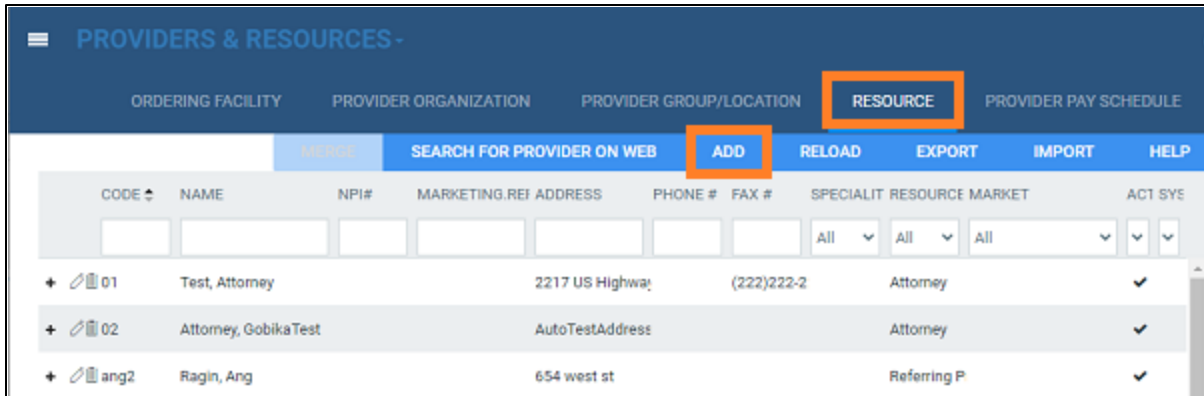 PROVIDERS & RESOURCES
ORDERING FACILITY PROVIDER ORGANIZATION PROVIDER GROUP/LOCATION RESOURCE PROVIDER PAY SCHEDULE
MERGE SEARCH FOR PROVIDER ON WEB ADD RELOAD EXPORT IMPORT HELP
CODE NAME NPI# MARKETING.REF ADDRESS PHONE # FAX # SPECIALIT RESOURCE MARKET ACT SYS
All All All
01 Test, Attorney 2217 US Highway (222)222-2 Attorney
02 Attorney, GobikaTest AutoTestAddress Attorney
ang2 Ragin, Ang 654 west st Referring P